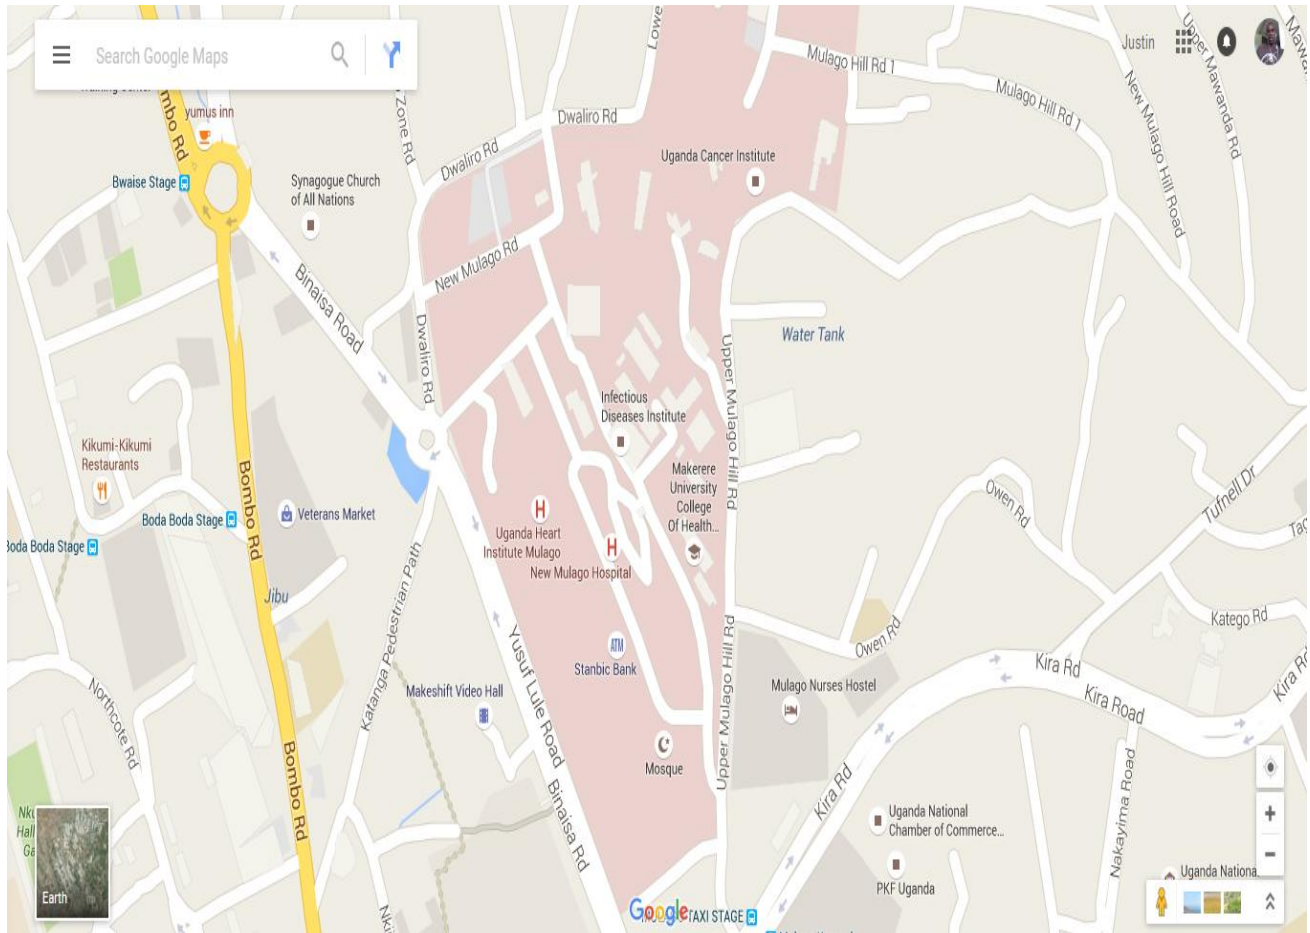 Search Google Maps
Justin
yumus inn
Bombo Rd
Bwaise Stage
Synagogue Church
of All Nations
Zone Rd
Dwaliro Rd
Dwaliro Rd
Lowe
Mulago Hill Rd 1
Mulago Hill Rd 1
New Mulago Hill Road
Upper Mawanda Rd
Mawa
Uganda Cancer Institute
New Mulago Rd
Binaisa Road
Dwaliro Rd
Water Tank
Upper Mulago Hill Rd
Infectious
Diseases Institute
Kikumi-Kikumi
Restaurants
Bombo Rd
Veterans Market
Boda Boda Stage
Boda Boda Stage
Makerere
University
College
Of Health...
Uganda Heart
Institute Mulago
New Mulago Hospital
Owen Rd
Tufnell Dr
Tag
Jibu
Katanga Pedestrian Path
ATM
Stanbic Bank
Owen Rd
Katego Rd
Yusuf Lule Road
Upper Mulago Hill Rd
Makeshift Video Hall
Mulago Nurses Hostel
Kira Rd
Kira Road
Kira Rd
Northcote Rd
Mosque
Bombo Rd
Binaisa Rd
Kira Rd
Nakayima Road
Uganda National
Chamber of Commerce...
PKF Uganda
Uganda Nationa
Earth
Google
TAXI STAGE